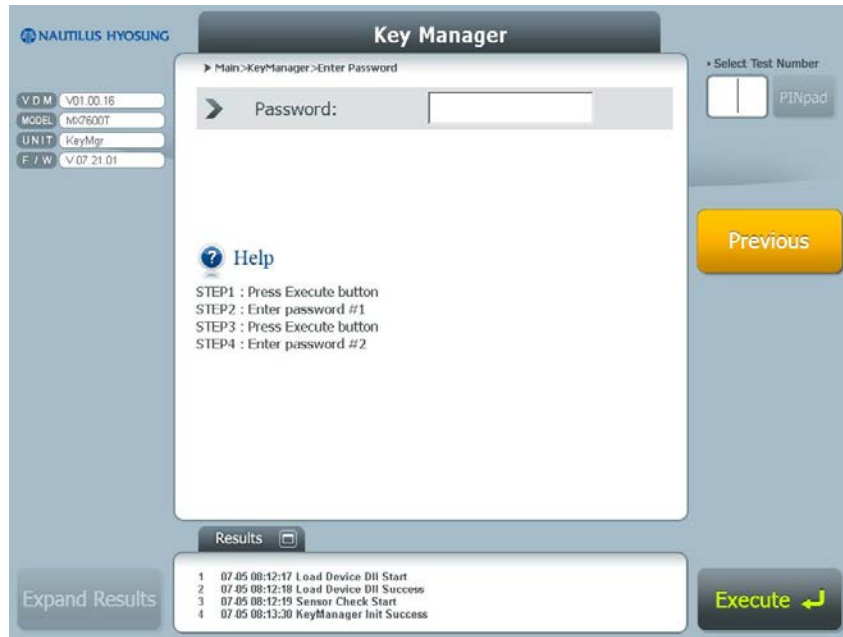 NAUTILUS HYOSUNG
Key Manager
Main>KeyManager>Enter Password
• Select Test Number
PINpad
VDM V01.00.16
MODEL MX7600T
UNIT KeyMgr
F / W V 07.21.01
Password:
Previous
? Help
STEP1 : Press Execute button
STEP2 : Enter password #1
STEP3 : Press Execute button
STEP4 : Enter password #2
Results
1 07-05 08:12:17 Load Device Dll Start
2 07-05 08:12:18 Load Device Dll Success
3 07-05 08:12:19 Sensor Check Start
4 07-05 08:13:30 KeyManager Init Success
Expand Results
Execute